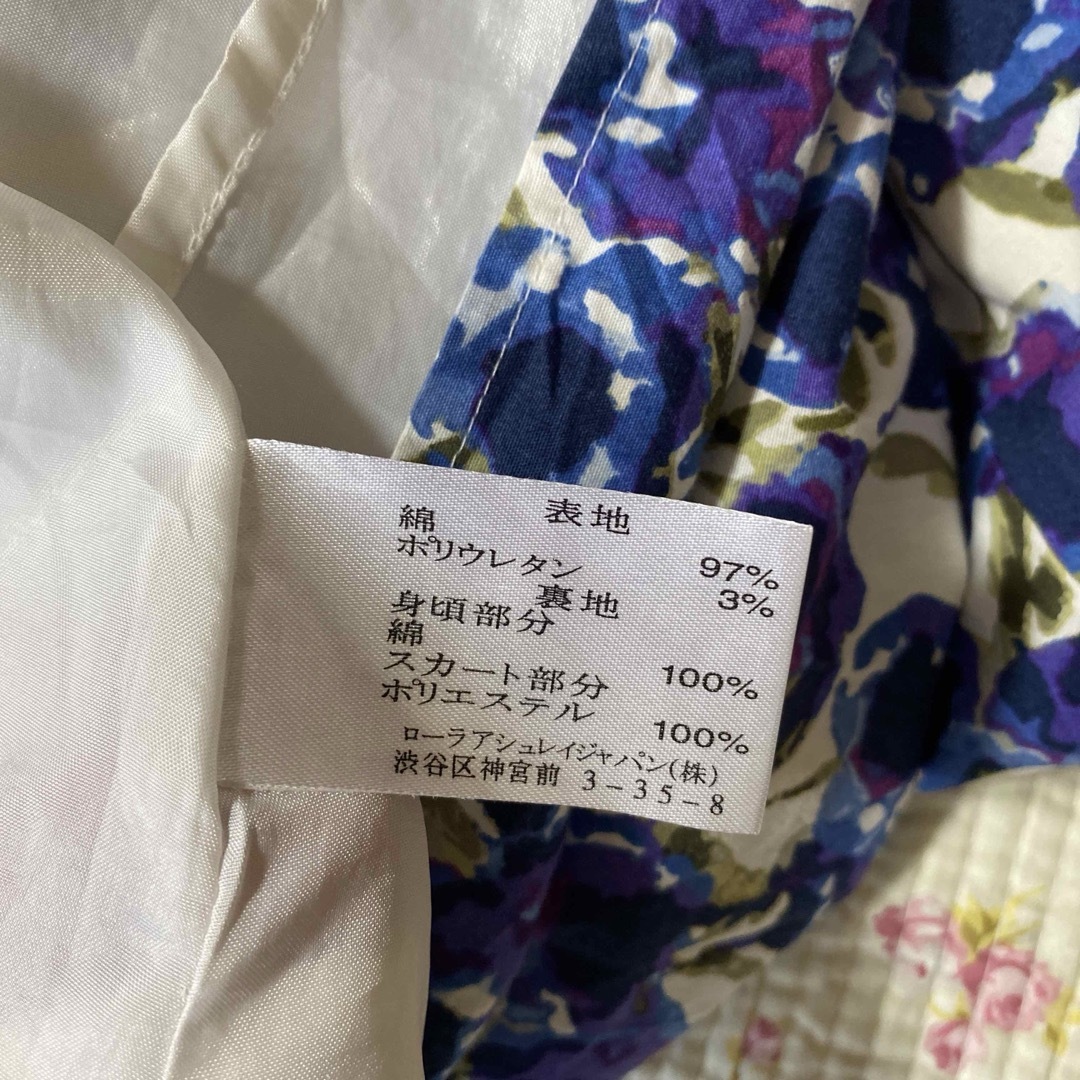 表地
綿 97%
ポリウレタン 3%
裏地
身頃部分
綿 100%
スカート部分
ポリエステル 100%
ローラアシュレイジャパン(株)
渋谷区神宮前 3-35-8